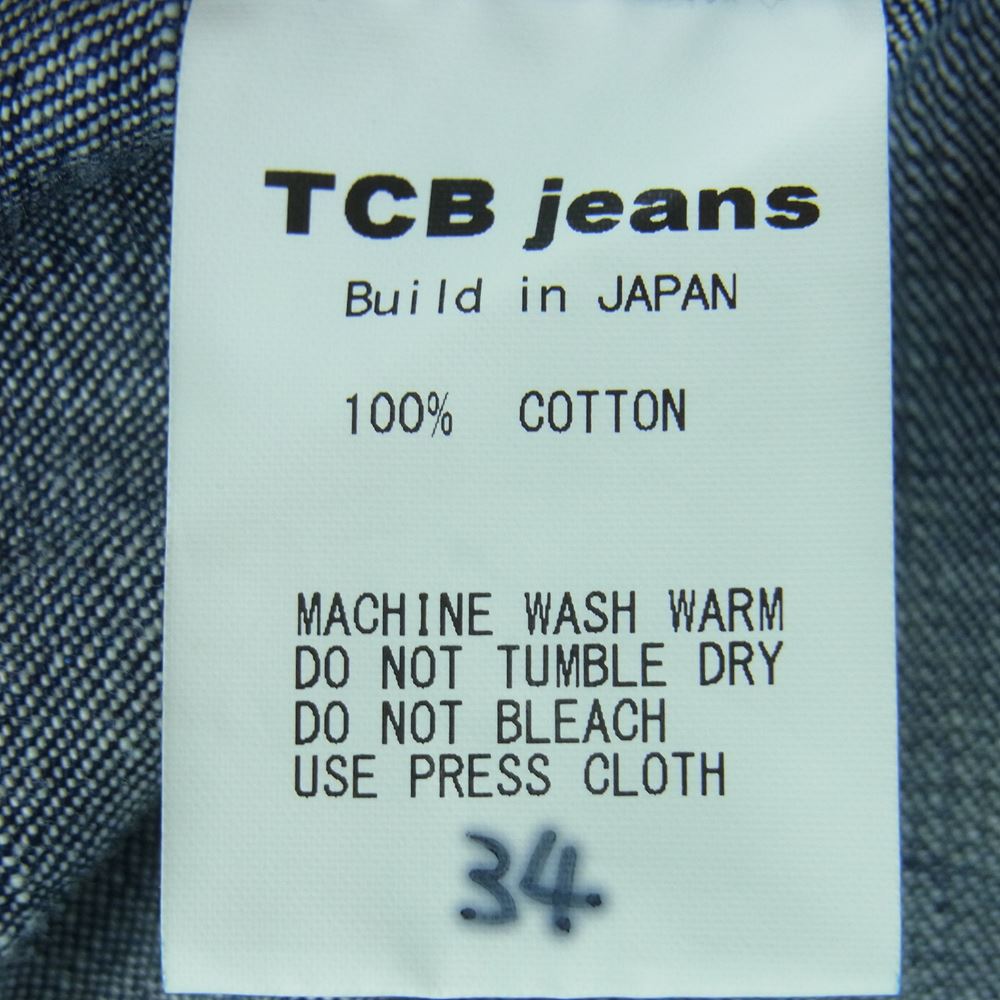 TCB jeans
Build in JAPAN
100% COTTON
MACHINE WASH WARM
DO NOT TUMBLE DRY
DO NOT BLEACH
USE PRESS CLOTH
34